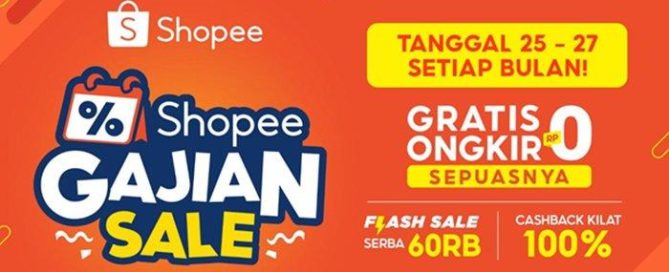 Shopee
%
Shopee
GAJIAN
SALE
TANGGAL 25 - 27
SETIAP BULAN!
GRATIS
ONGKIR RP 0
SEPUASNYA
FLASH SALE
SERBA 60RB
CASHBACK KILAT
100%